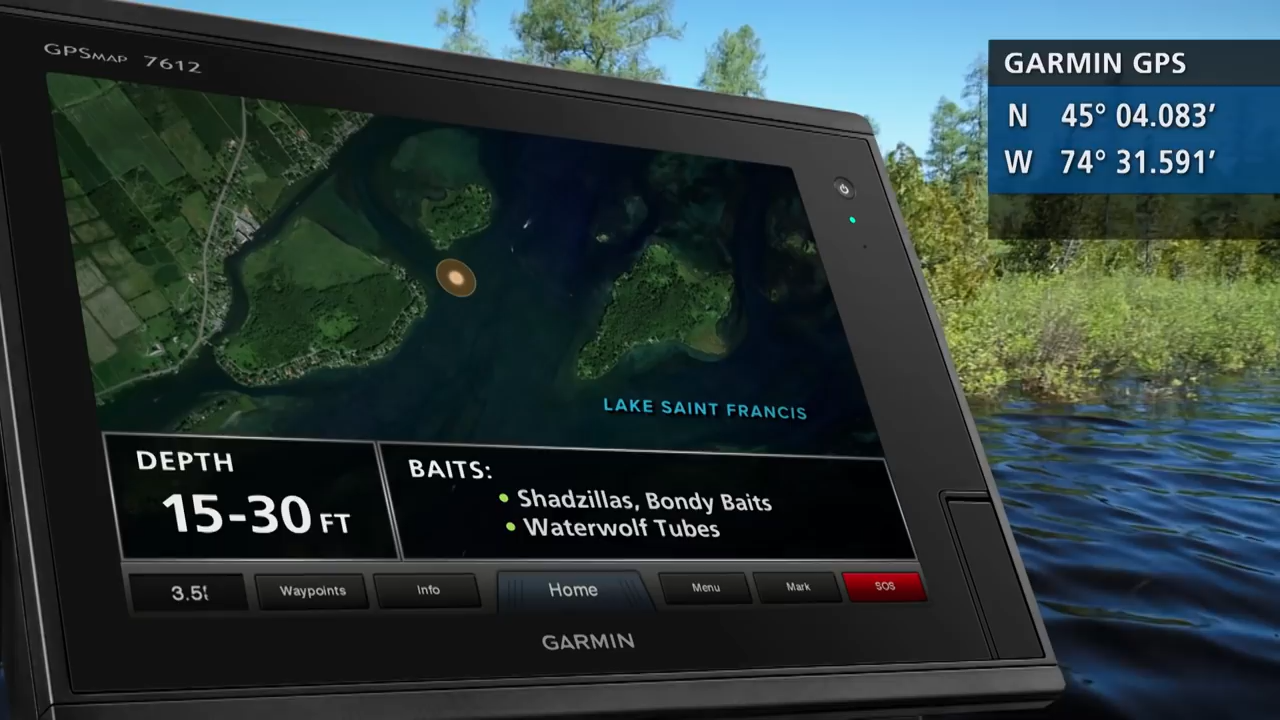 GPSMAP 7612
GARMIN GPS
N 45° 04.083’
W 74° 31.591’
LAKE SAINT FRANCIS
DEPTH
15-30 FT
BAITS:
• Shadzillas, Bondy Baits
• Waterwolf Tubes
Waypoints
Info
Home
Menu
Mark
SOS
GARMIN